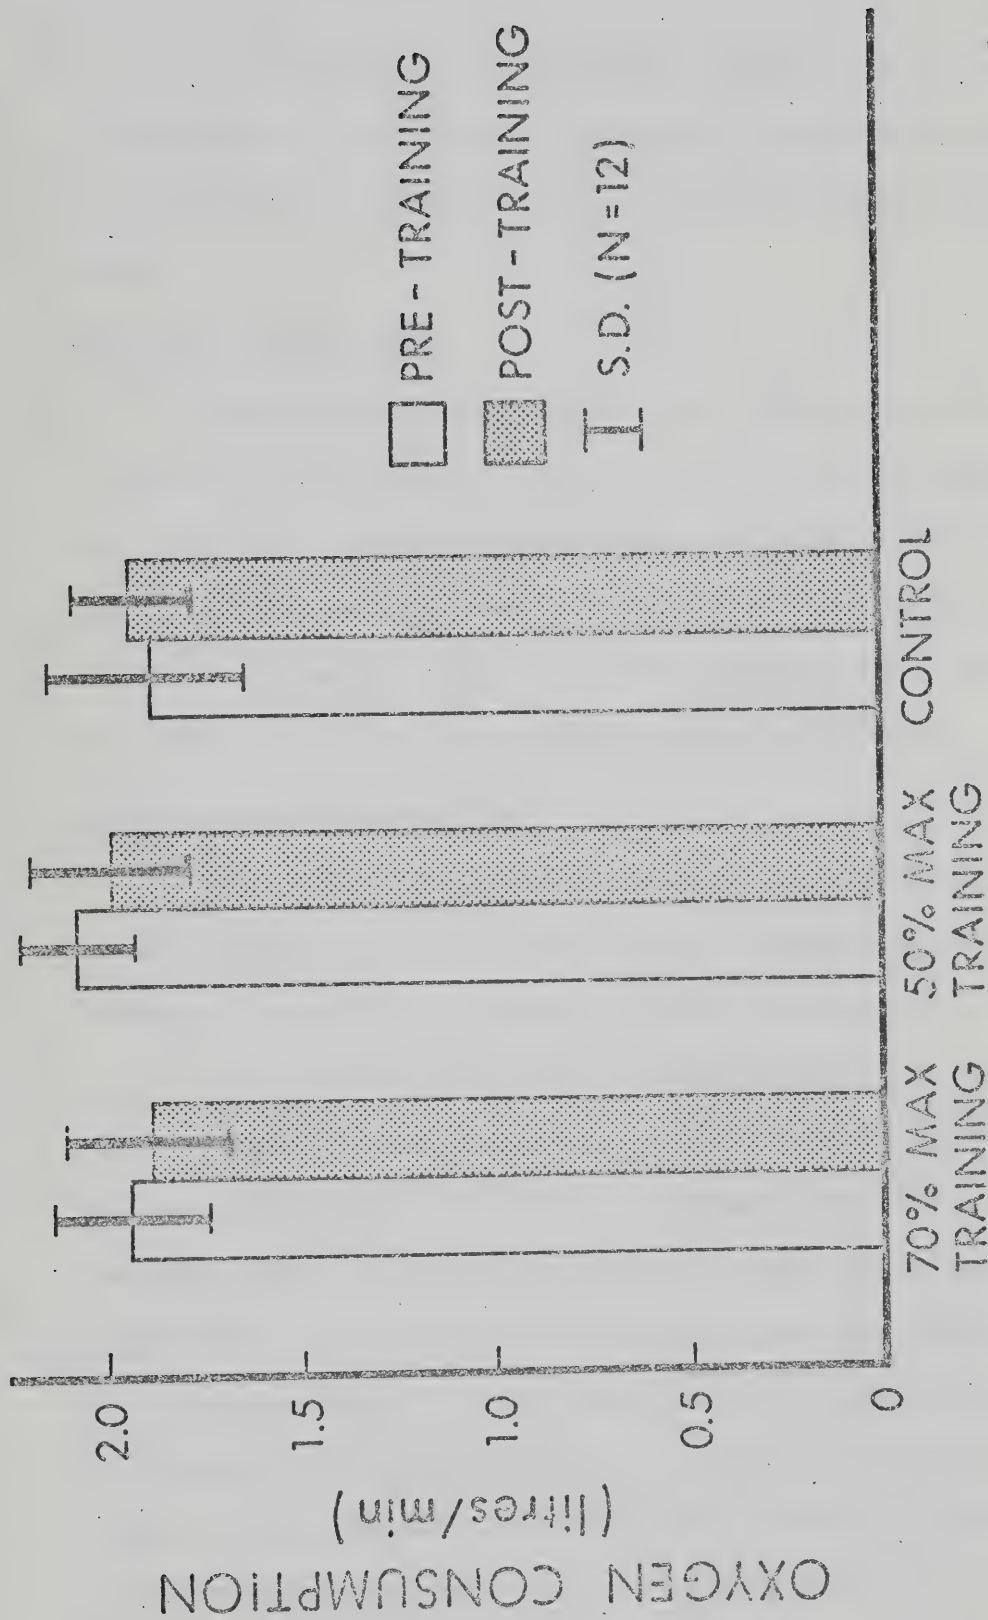 OXYGEN CONSUMPTION
(litres/min)
2.0
1.5
1.0
0.5
0
70% MAX
TRAINING
50% MAX
TRAINING
CONTROL
PRE-TRAINING
POST-TRAINING
S.D. (N=12)